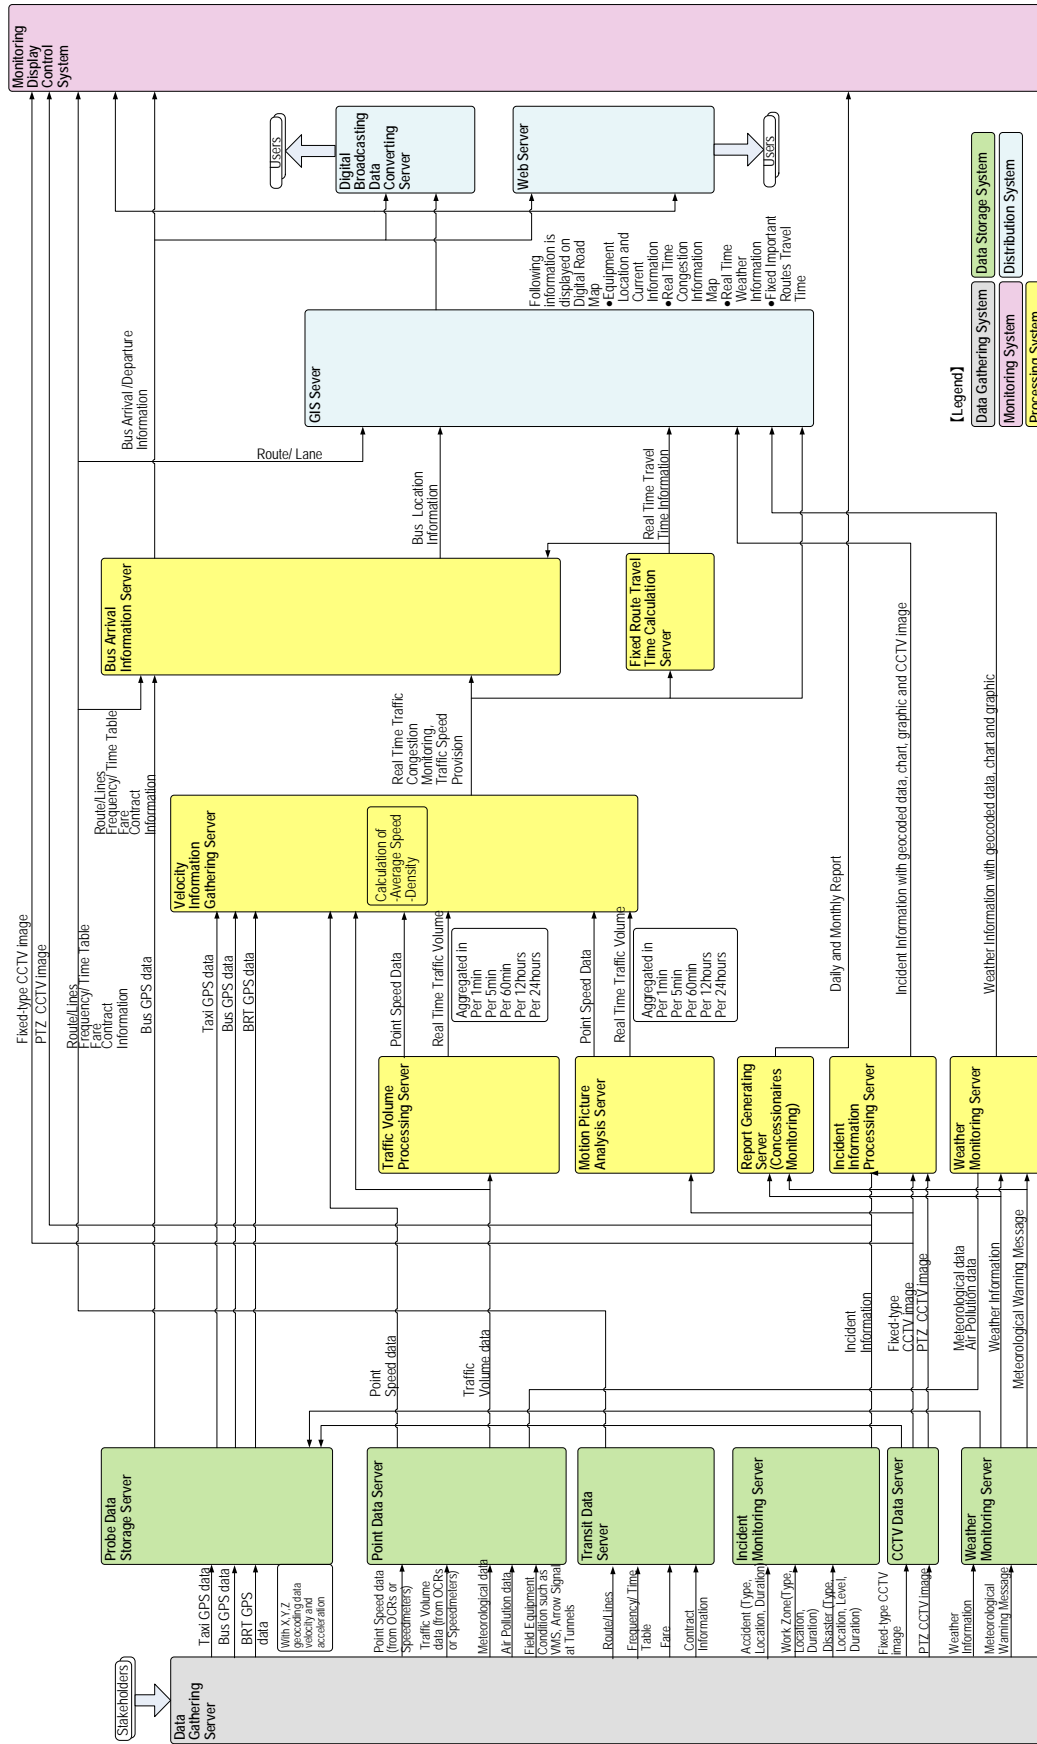 Stakeholders
Data
Gathering
Server
Taxi GPS data
Bus GPS data
BRT GPS
data
With X,Y,Z
geocoding data
velocity and
acceleration
Point Speed data
(from OCRs or
Speedmeters)
Traffic Volume
data (from OCRs
or Speedmeters)
Meteorological data
Air Pollution data
Field Equipment
Condition such as
VMS, Arrow Signal
at Tunnels
Route/Lines
Frequency/ Time
Table
Fare
Contract
Information
Accident (Type,
Location, Duration)
Work Zone(Type,
Location,
Duration)
Disaster (Type,
Location, Level,
Duration)
Fixed-type CCTV
image
PTZ CCTV image
Weather
Information
Meteorological
Warning Message
Probe Data
Storage Server
Point Data Server
Transit Data
Server
Incident
Monitoring Server
CCTV Data Server
Weather
Monitoring Server
Point
Speed data
Traffic
Volume data
Incident
Information
Fixed-type
CCTV image
PTZ CCTV image
Meteorological data
Air Pollution data
Weather Information
Meteorological Warning Message
Traffic Volume
Processing Server
Motion Picture
Analysis Server
Report Generating
Server
(Concessionaires
Monitoring)
Incident
Information
Processing Server
Weather
Monitoring Server
Fixed-type CCTV image
PTZ CCTV image
Route/Lines
Frequency/ Time Table
Fare
Contract
Information
Bus GPS data
Taxi GPS data
Bus GPS data
BRT GPS data
Point Speed Data
Real Time Traffic Volume
Aggregated in
Per 1min
Per 5min
Per 60min
Per 12hours
Per 24hours
Point Speed Data
Real Time Traffic Volume
Aggregated in
Per 1min
Per 5min
Per 60min
Per 12hours
Per 24hours
Daily and Monthly Report
Incident Information with geocoded data, chart, graphic and CCTV image
Weather Information with geocoded data, chart and graphic
Velocity
Information
Gathering Server
Calculation of
-Average Speed
-Density
Route/Lines
Frequency/ Time Table
Fare
Contract
Information
Real Time Traffic
Congestion
Monitoring,
Traffic Speed
Provision
Bus Arrival
Information Server
Fixed Route Travel
Time Calculation
Server
Bus Arrival /Departure
Information
Route/ Lane
Bus Location
Information
Real Time Travel
Time Information
GIS Sever
Following
information is
displayed on
Digital Road
Map
●Equipment
Location and
Current
Information
●Real Time
Congestion
Information
Map
●Real Time
Weather
Information
●Fixed Important
Routes Travel
Time
Users
Digital
Broadcasting
Data
Converting
Server
Web Server
Users
Monitoring
Display
Control
System
【Legend】
Data Gathering System
Data Storage System
Monitoring System
Distribution System
Processing System